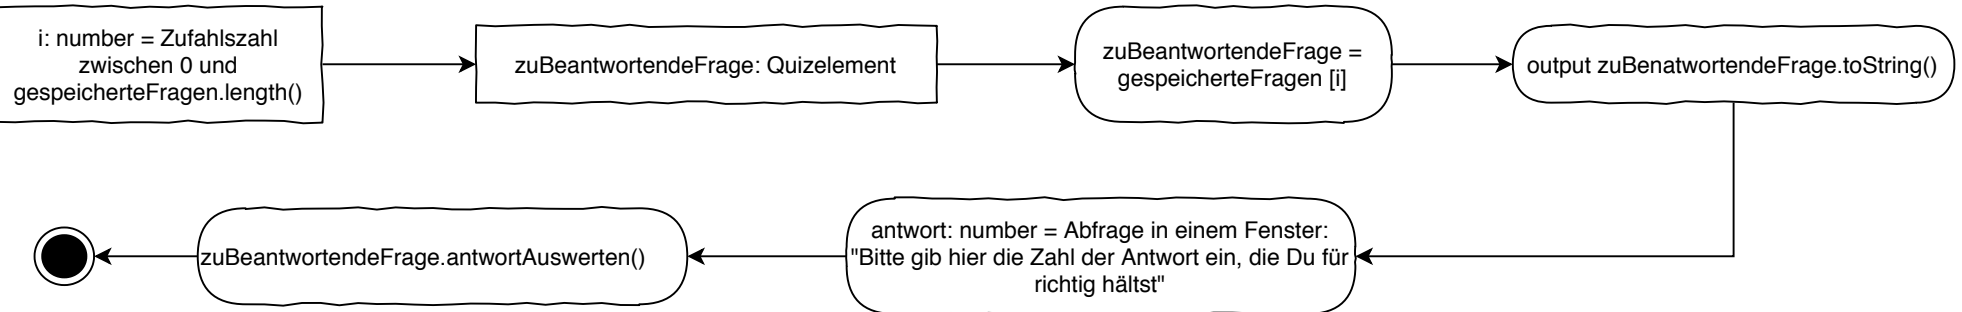 i: number = Zufahlszahl
zwischen 0 und
gespeicherteFragen.length()
zuBeantwortendeFrage: Quizelement
zuBeantwortendeFrage =
gespeicherteFragen [i]
output zuBenatwortendeFrage.toString()
antwort: number = Abfrage in einem Fenster:
"Bitte gib hier die Zahl der Antwort ein, die Du für
richtig hältst"
zuBeantwortendeFrage.antwortAuswerten()